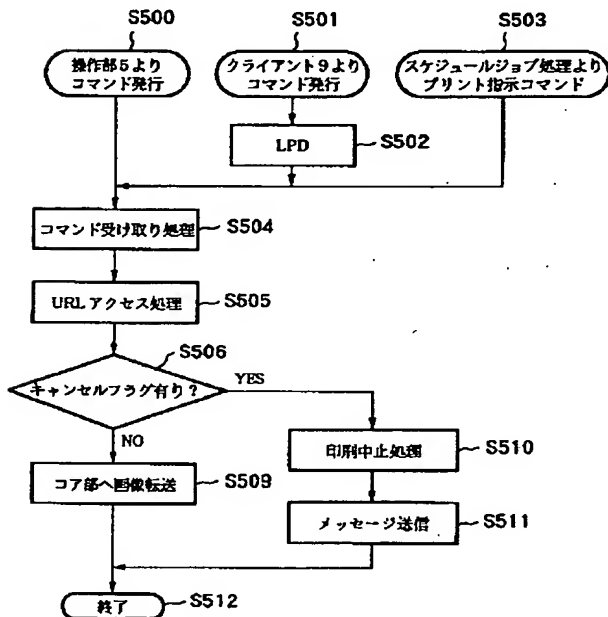 S500
S501
S503
操作部5より
コマンド発行
クライアント9より
コマンド発行
スケジュールジョブ処理より
プリント指示コマンド
LPD
S502
コマンド受け取り処理
S504
URLアクセス処理
S505
S506
キャンセルフラグ有り?
YES
NO
コア部へ画像転送
S509
印刷中止処理
S510
メッセージ送信
S511
終了
S512